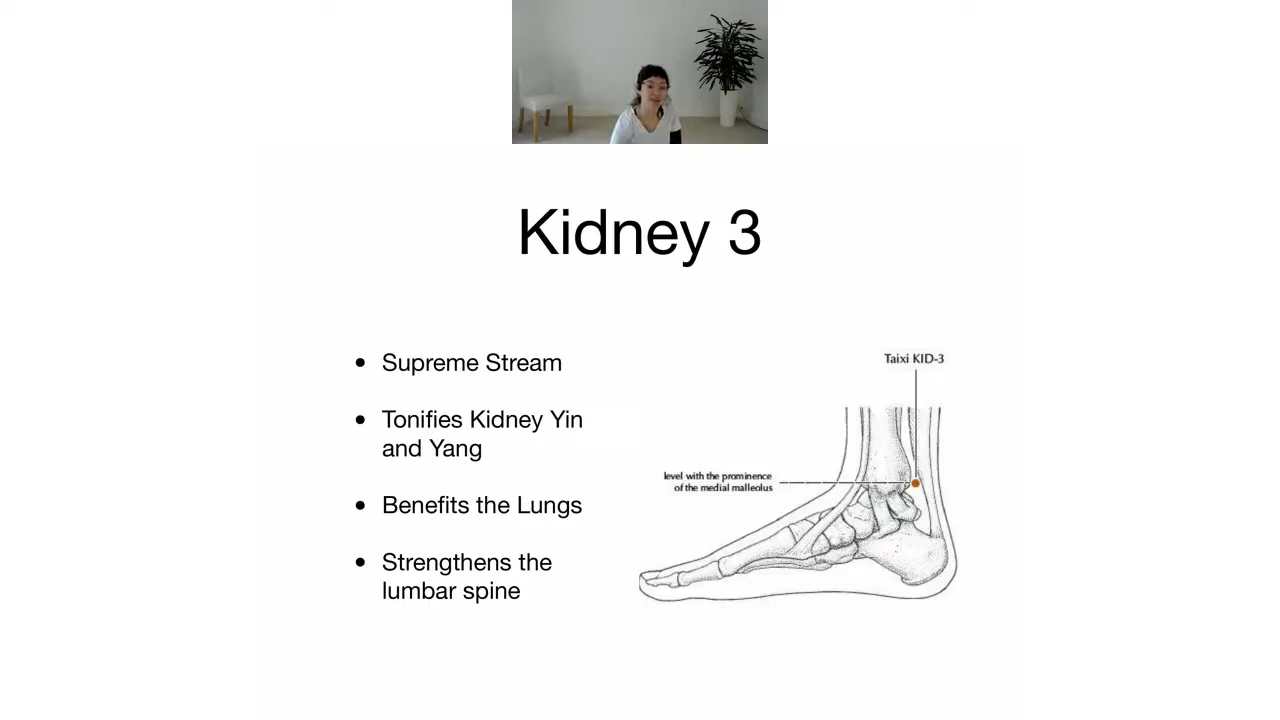 Kidney 3
Supreme Stream
Tonifies Kidney Yin
and Yang
Benefits the Lungs
Strengthens the
lumbar spine
Taixi KID-3
level with the prominence
of the medial malleolus